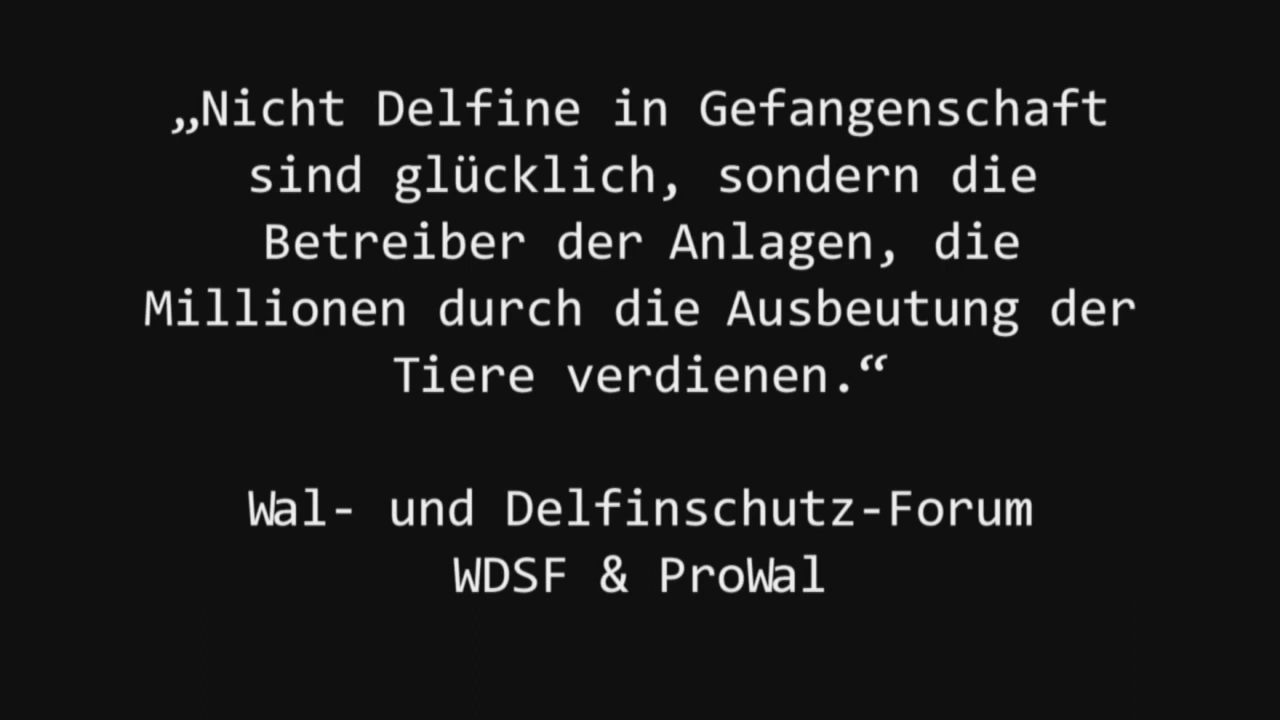 „Nicht Delfine in Gefangenschaft
sind glücklich, sondern die
Betreiber der Anlagen, die
Millionen durch die Ausbeutung der
Tiere verdienen.“
Wal- und Delfinschutz-Forum
WDSF & ProWal